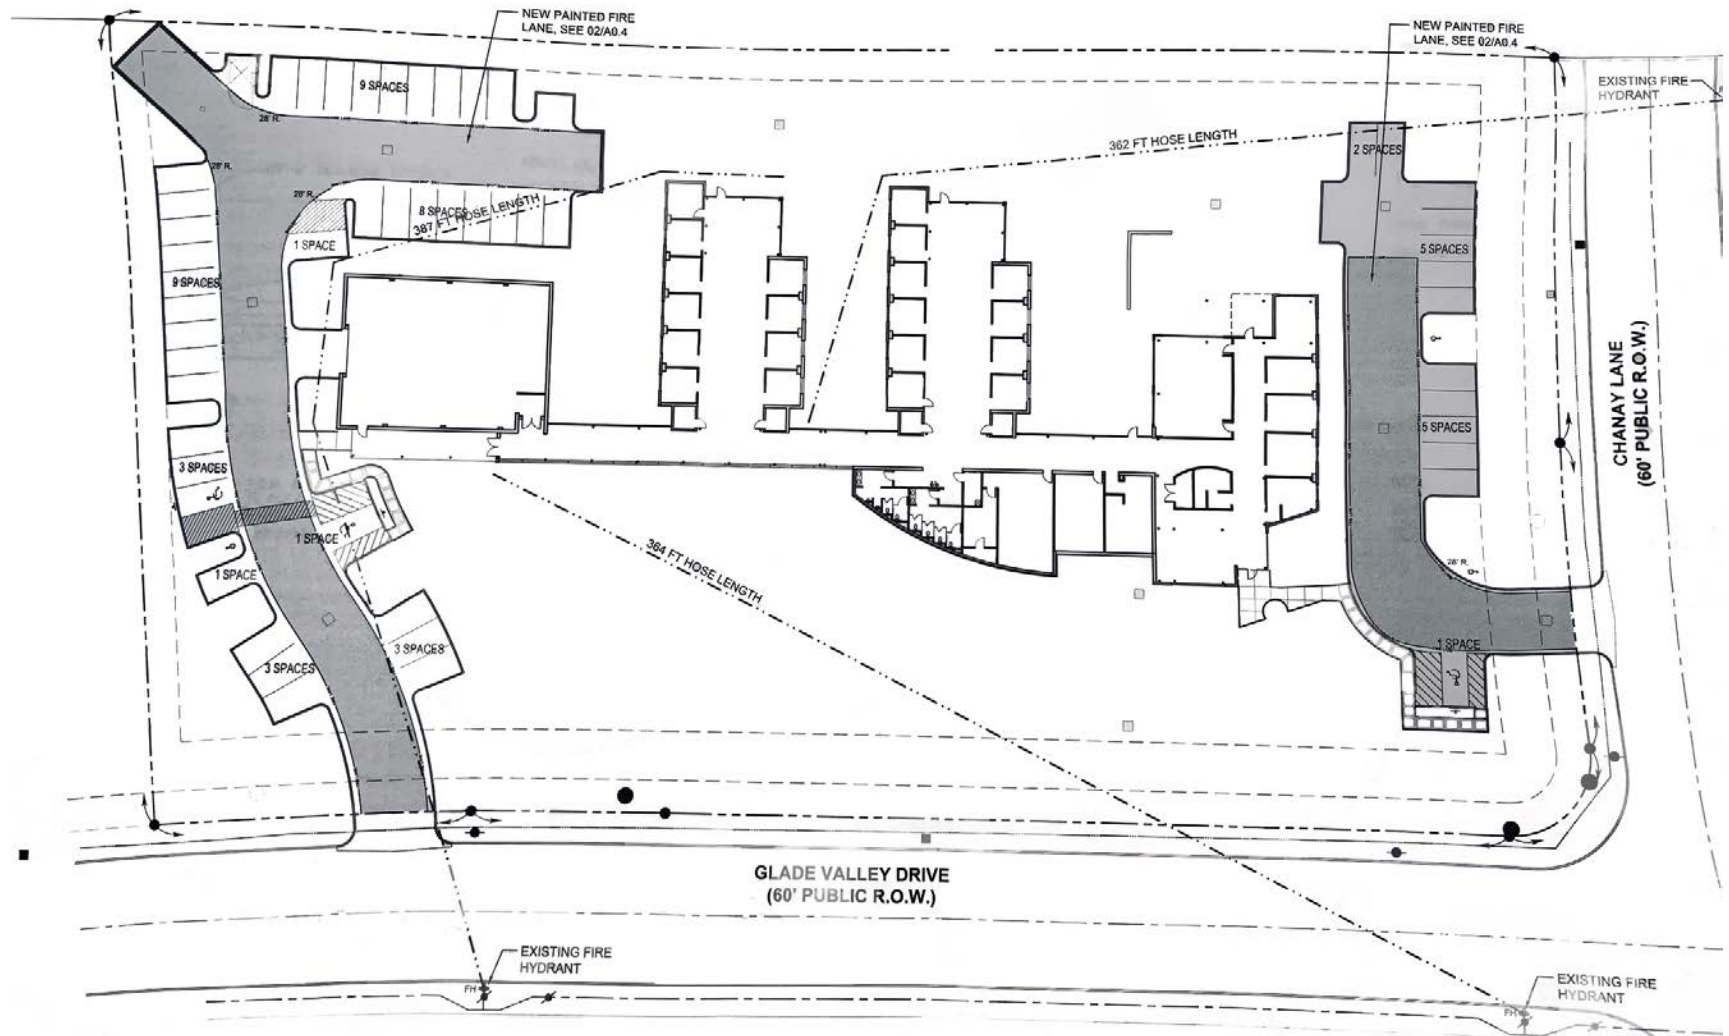 NEW PAINTED FIRE
LANE, SEE 02/A0.4
NEW PAINTED FIRE
LANE, SEE 02/A0.4
EXISTING FIRE
HYDRANT
9 SPACES
28' R.
28' R.
28' R.
362 FT HOSE LENGTH
2 SPACES
8 SPACES
387 FT HOSE LENGTH
1 SPACE
5 SPACES
9 SPACES
CHANAY LANE
(60' PUBLIC R.O.W.)
5 SPACES
3 SPACES
1 SPACE
364 FT HOSE LENGTH
28' R.
1 SPACE
3 SPACES
3 SPACES
1 SPACE
GLADE VALLEY DRIVE
(60' PUBLIC R.O.W.)
EXISTING FIRE
HYDRANT
FH
EXISTING FIRE
HYDRANT
FH